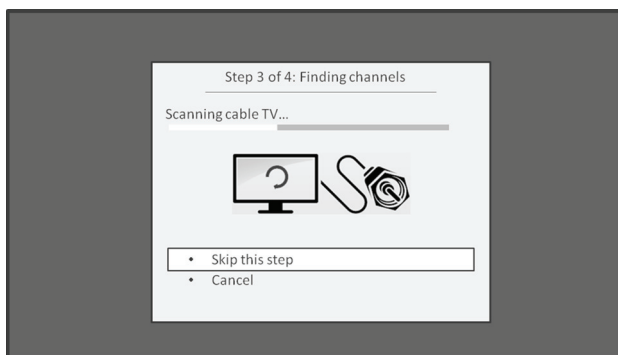 Step 3 of 4: Finding channels
Scanning cable TV...
• Skip this step
• Cancel